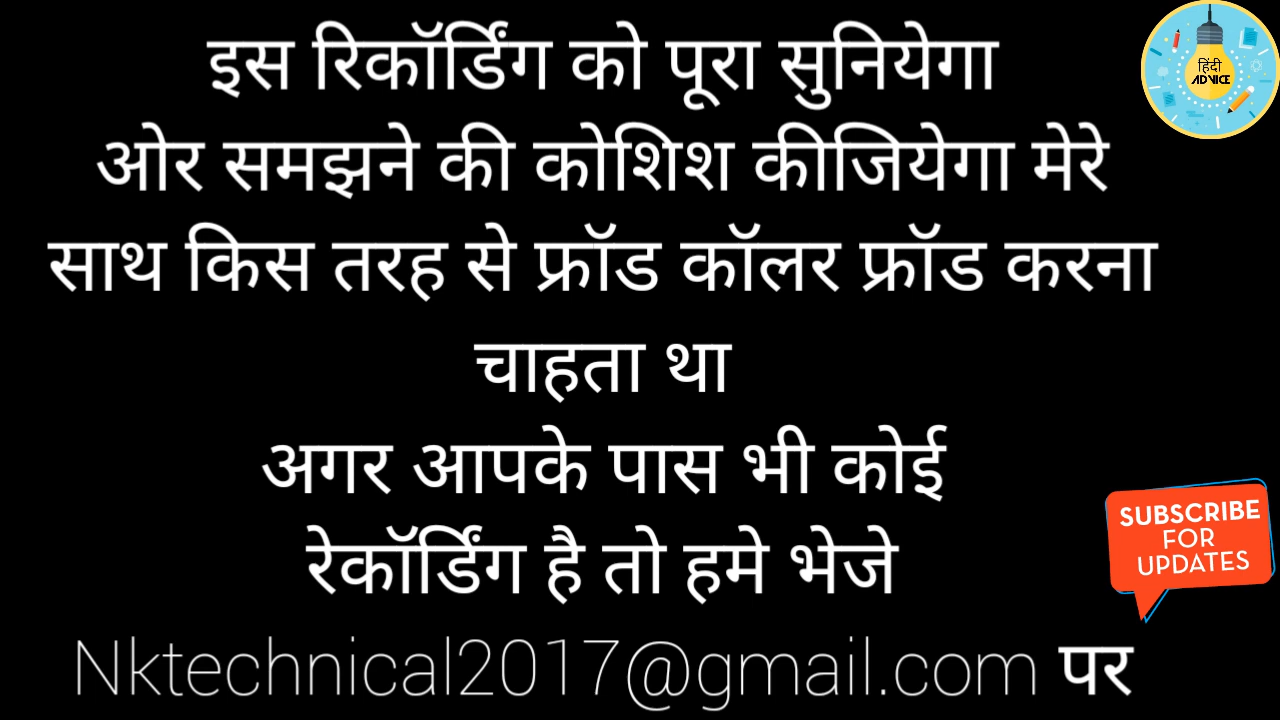 इस रिकॉर्डिंग को पूरा सुनियेगा
ओर समझने की कोशिश कीजियेगा मेरे
साथ किस तरह से फ्रॉड कॉलर फ्रॉड करना
चाहता था
अगर आपके पास भी कोई
रेकॉर्डिंग है तो हमे भेजे
Nktechnical2017@gmail.com पर
हिंदी
ADVICE
SUBSCRIBE
FOR
UPDATES